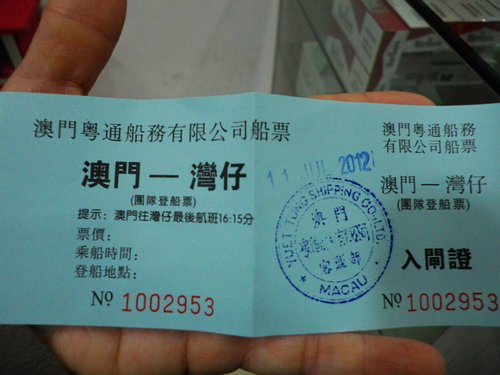 澳門粵通船務有限公司船票
澳門 — 灣仔
(團隊登船票)
提示: 澳門往灣仔最後航班16:15分
票價:
乘船時間:
登船地點:
№ 1002953
11 JUL 2012
YUET TUNG SHIPPING CO. LTD.
澳門
客運部
MACAU
澳門粵通船務
有限公司船票
澳門 — 灣仔
(團隊登船票)
入閘證
№ 1002953